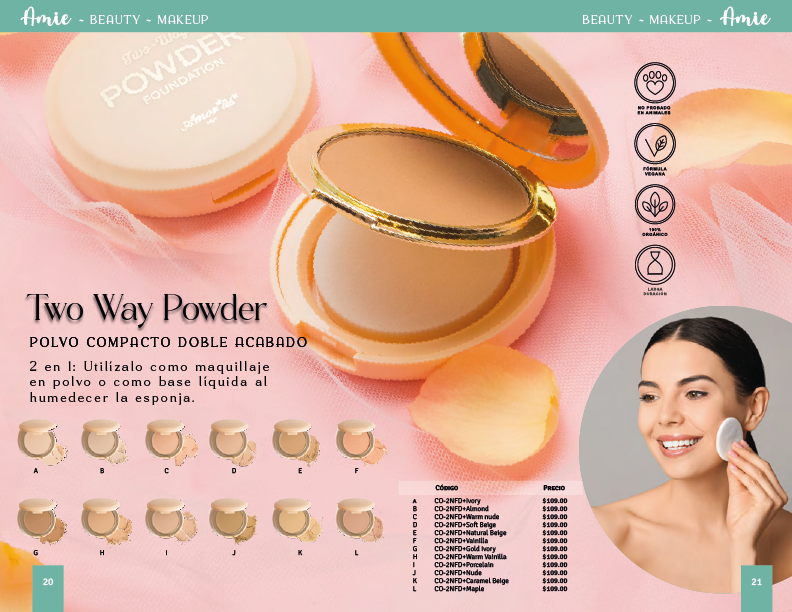 Amie ~ BEAUTY ~ MAKEUP
BEAUTY ~ MAKEUP ~ Amie
Two-Way
POWDER
FOUNDATION
NO PROBADO
EN ANIMALES
FÓRMULA
VEGANA
100%
ORGÁNICO
LARGA
DURACIÓN
Two Way Powder
POLVO COMPACTO DOBLE ACABADO
2 en 1: Utilízalo como maquillaje
en polvo o como base líquida al
humedecer la esponja.
A B C D E F
G H I J K L
CÓDIGO PRECIO
A CO-2NFD+Ivory $109.00
B CO-2NFD+Almond $109.00
C CO-2NFD+Warm nude $109.00
D CO-2NFD+Soft Beige $109.00
E CO-2NFD+Natural Beige $109.00
F CO-2NFD+Vainilla $109.00
G CO-2NFD+Gold Ivory $109.00
H CO-2NFD+Warm Vainilla $109.00
I CO-2NFD+Porcelain $109.00
J CO-2NFD+Nude $109.00
K CO-2NFD+Caramel Beige $109.00
L CO-2NFD+Maple $109.00
20
21